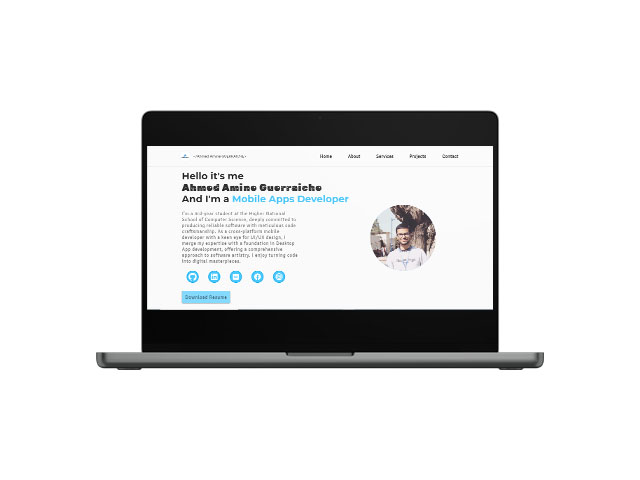 Home About Services Projects Contact
Hello it's me
Ahmed Amine Guerraiche
And I'm a Mobile Apps Developer
I'm a 3rd-year student at the Higher National
School of Computer Science, deeply committed to
producing reliable software with meticulous code
craftsmanship. As a cross-platform mobile
developer with a keen eye for UI/UX design, I
merge my expertise with a foundation in Desktop
App development, offering a comprehensive
approach to software artistry. I enjoy turning code
into digital masterpieces.
Download Resume